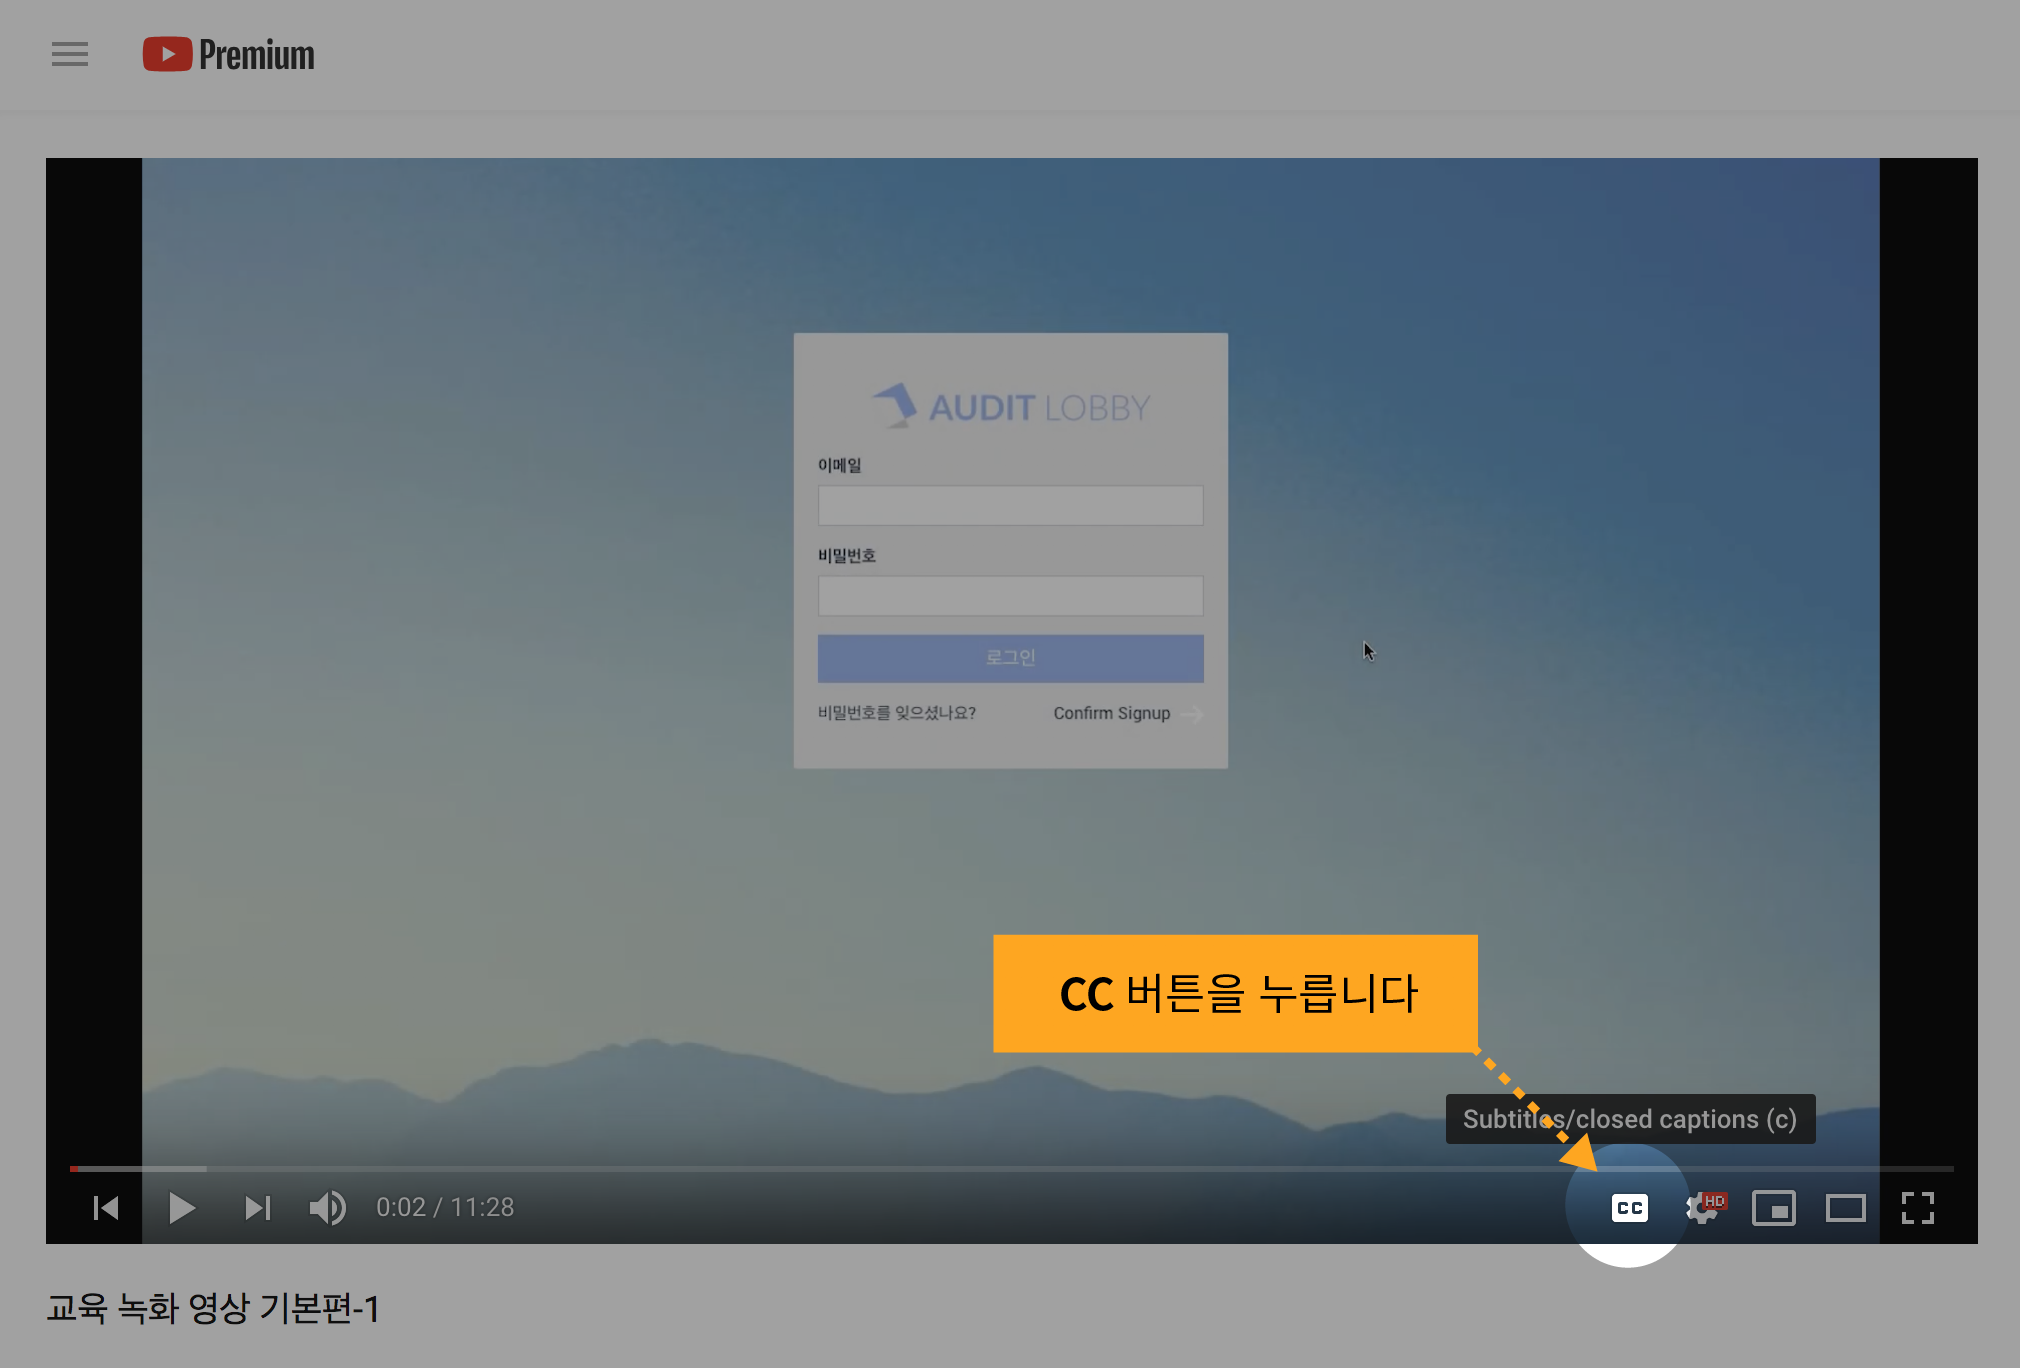 Premium
AUDIT LOBBY
이메일
비밀번호
로그인
비밀번호를 잊으셨나요? Confirm Signup
CC 버튼을 누릅니다
Subtitles/closed captions (c)
0:02 / 11:28
CC HD
교육 녹화 영상 기본편-1